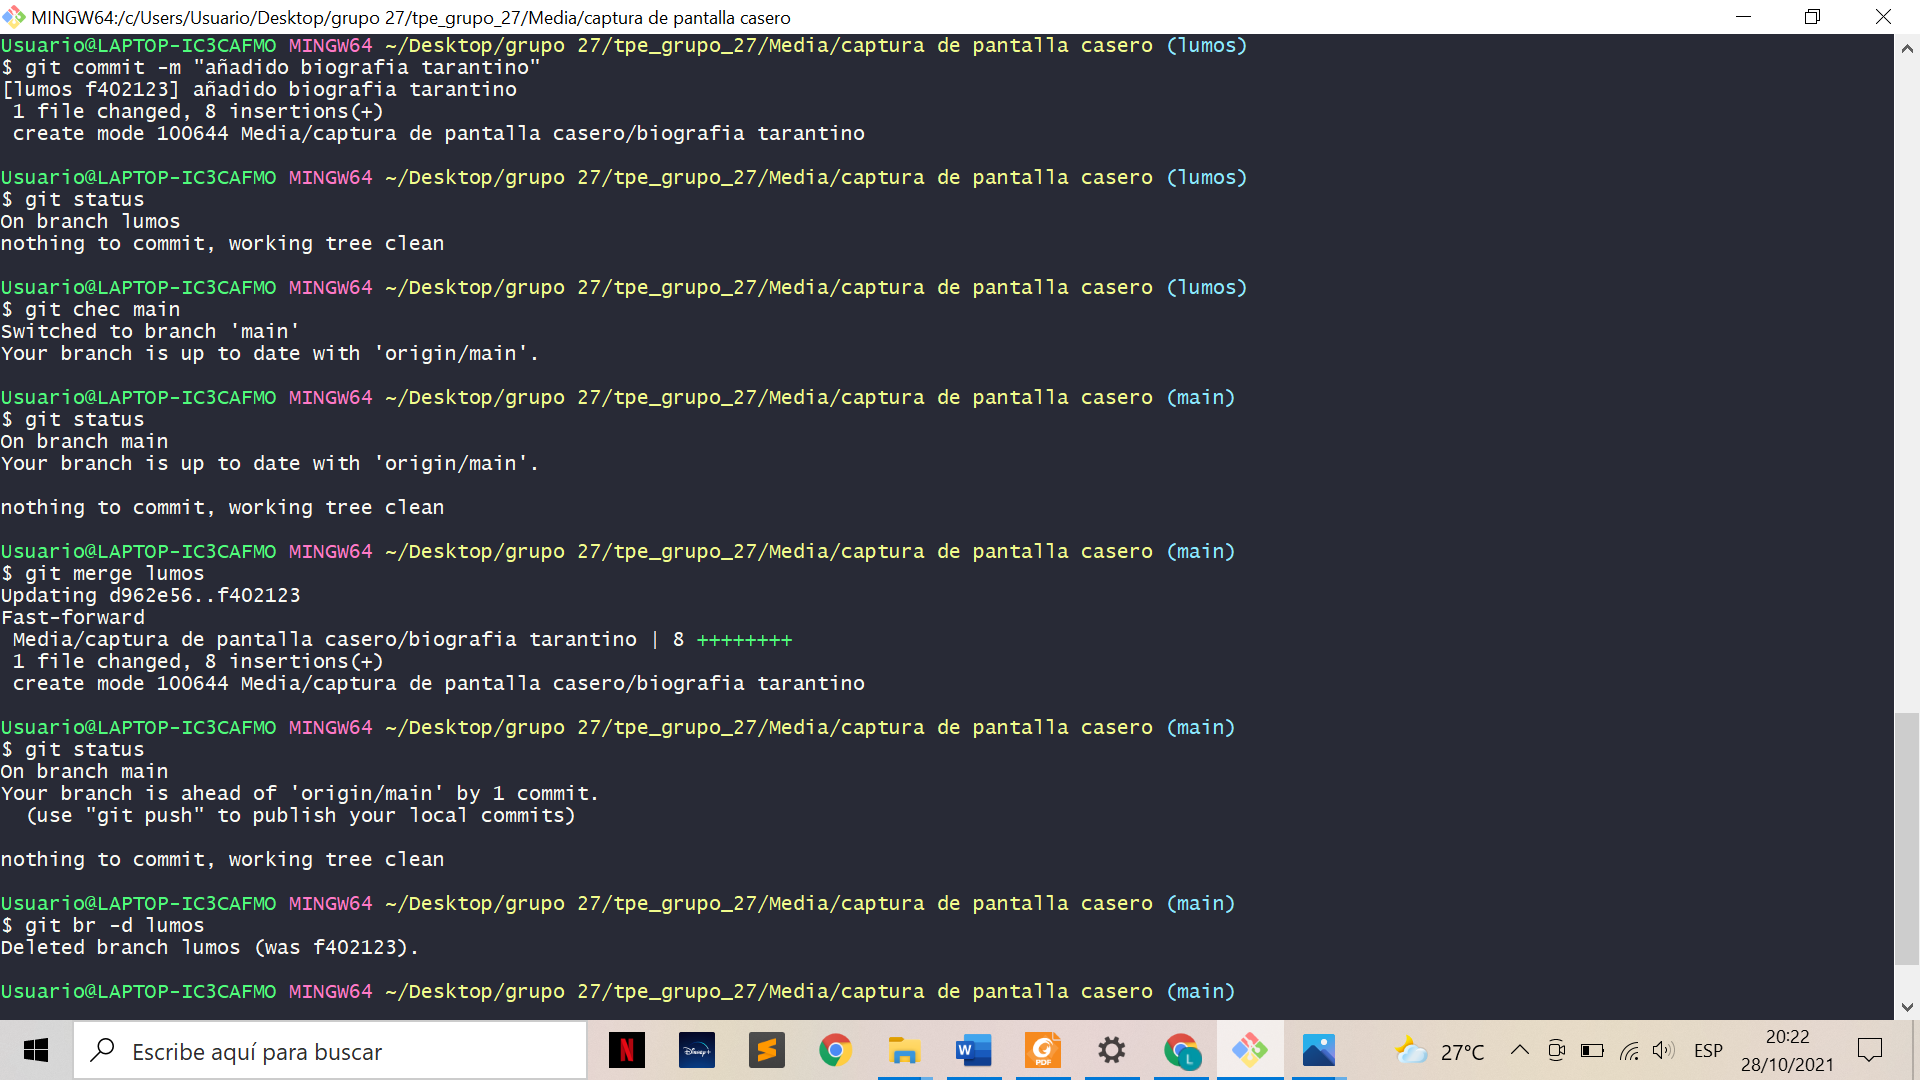 MINGW64:/c/Users/Usuario/Desktop/grupo 27/tpe_grupo_27/Media/captura de pantalla casero
Usuario@LAPTOP-IC3CAFMO MINGW64 ~/Desktop/grupo 27/tpe_grupo_27/Media/captura de pantalla casero (lumos)
$ git commit -m "añadido biografia tarantino"
[lumos f402123] añadido biografia tarantino
1 file changed, 8 insertions(+)
create mode 100644 Media/captura de pantalla casero/biografia tarantino
Usuario@LAPTOP-IC3CAFMO MINGW64 ~/Desktop/grupo 27/tpe_grupo_27/Media/captura de pantalla casero (lumos)
$ git status
On branch lumos
nothing to commit, working tree clean
Usuario@LAPTOP-IC3CAFMO MINGW64 ~/Desktop/grupo 27/tpe_grupo_27/Media/captura de pantalla casero (lumos)
$ git chec main
Switched to branch 'main'
Your branch is up to date with 'origin/main'.
Usuario@LAPTOP-IC3CAFMO MINGW64 ~/Desktop/grupo 27/tpe_grupo_27/Media/captura de pantalla casero (main)
$ git status
On branch main
Your branch is up to date with 'origin/main'.
nothing to commit, working tree clean
Usuario@LAPTOP-IC3CAFMO MINGW64 ~/Desktop/grupo 27/tpe_grupo_27/Media/captura de pantalla casero (main)
$ git merge lumos
Updating d962e56..f402123
Fast-forward
Media/captura de pantalla casero/biografia tarantino | 8 ++++++++
1 file changed, 8 insertions(+)
create mode 100644 Media/captura de pantalla casero/biografia tarantino
Usuario@LAPTOP-IC3CAFMO MINGW64 ~/Desktop/grupo 27/tpe_grupo_27/Media/captura de pantalla casero (main)
$ git status
On branch main
Your branch is ahead of 'origin/main' by 1 commit.
(use "git push" to publish your local commits)
nothing to commit, working tree clean
Usuario@LAPTOP-IC3CAFMO MINGW64 ~/Desktop/grupo 27/tpe_grupo_27/Media/captura de pantalla casero (main)
$ git br -d lumos
Deleted branch lumos (was f402123).
Usuario@LAPTOP-IC3CAFMO MINGW64 ~/Desktop/grupo 27/tpe_grupo_27/Media/captura de pantalla casero (main)
Escribe aquí para buscar
N
Disney+
S
W
PDF
L
27°C
ESP
20:22
28/10/2021